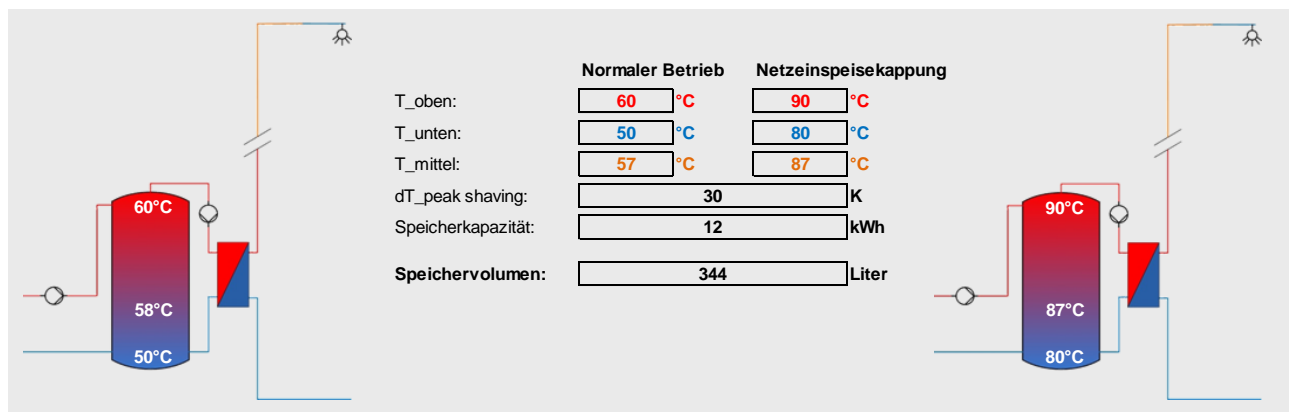 Normaler Betrieb Netzeinspeisekappung
T_oben: 60 °C 90 °C
T_unten: 50 °C 80 °C
T_mittel: 57 °C 87 °C
dT_peak shaving: 30 K
Speicherkapazität: 12 kWh
Speichervolumen: 344 Liter
60°C
58°C
50°C
90°C
87°C
80°C